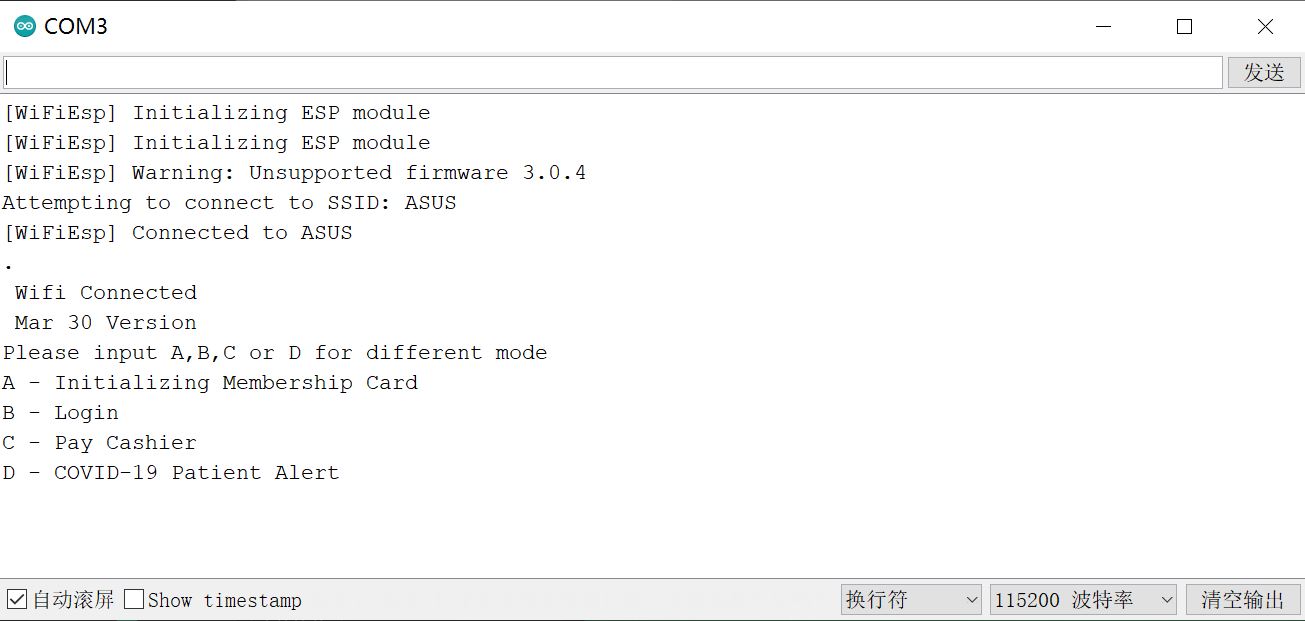 COM3
发送
[WiFiEsp] Initializing ESP module
[WiFiEsp] Initializing ESP module
[WiFiEsp] Warning: Unsupported firmware 3.0.4
Attempting to connect to SSID: ASUS
[WiFiEsp] Connected to ASUS
.
Wifi Connected
Mar 30 Version
Please input A,B,C or D for different mode
A - Initializing Membership Card
B - Login
C - Pay Cashier
D - COVID-19 Patient Alert
自动滚屏 Show timestamp 换行符 115200 波特率 清空输出